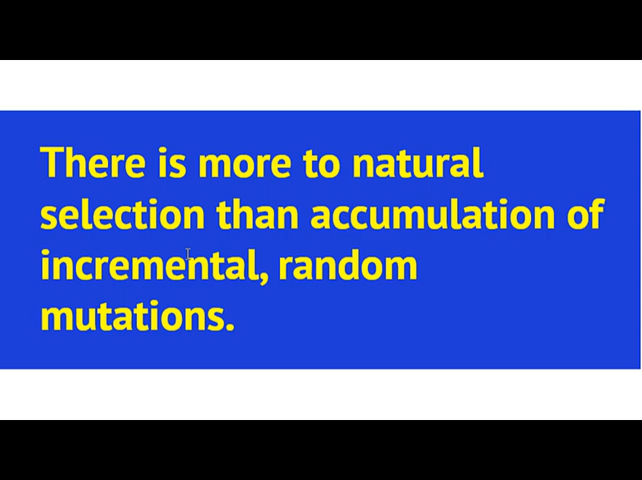 There is more to natural
selection than accumulation of
incremental, random
mutations.